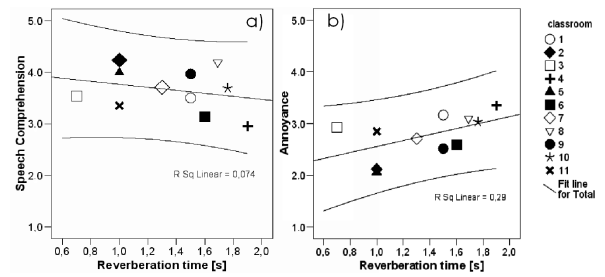 a)
Speech Comprehension
5.0
4.0
3.0
2.0
1.0
R Sq Linear = 0,074
0,6 0,8 1,0 1,2 1,4 1,6 1,8 2,0
Reverberation time [s]
b)
Annoyance
5.0
4.0
3.0
2.0
1.0
R Sq Linear = 0,29
0,6 0,8 1,0 1,2 1,4 1,6 1,8 2,0
Reverberation time [s]
classroom
1
2
3
4
5
6
7
8
9
10
11
Fit line
for Total